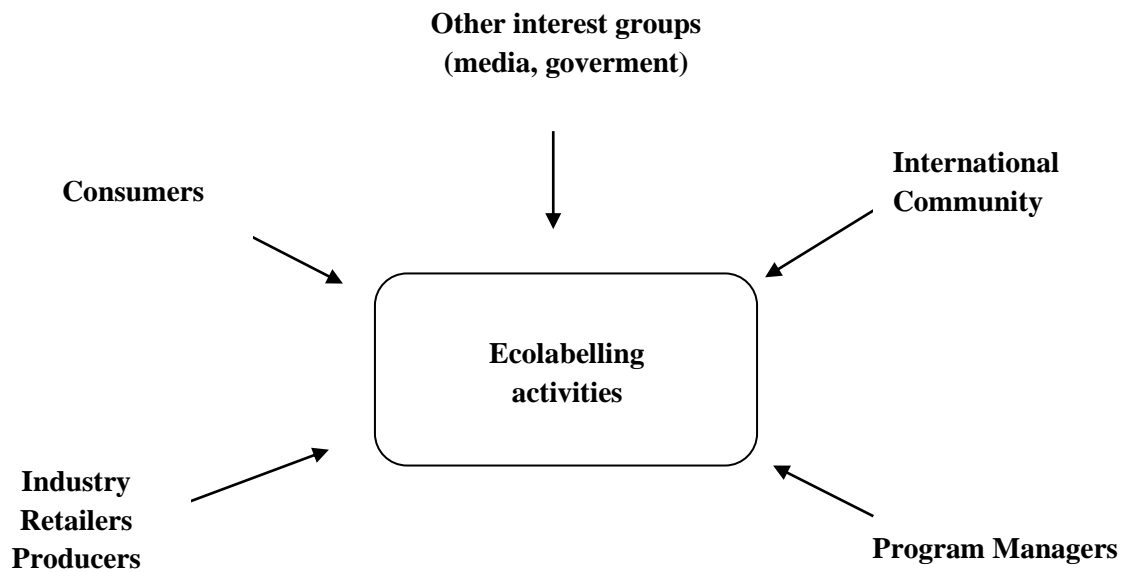 Other interest groups
(media, goverment)
International
Community
Consumers
Ecolabelling
activities
Industry
Retailers
Producers
Program Managers